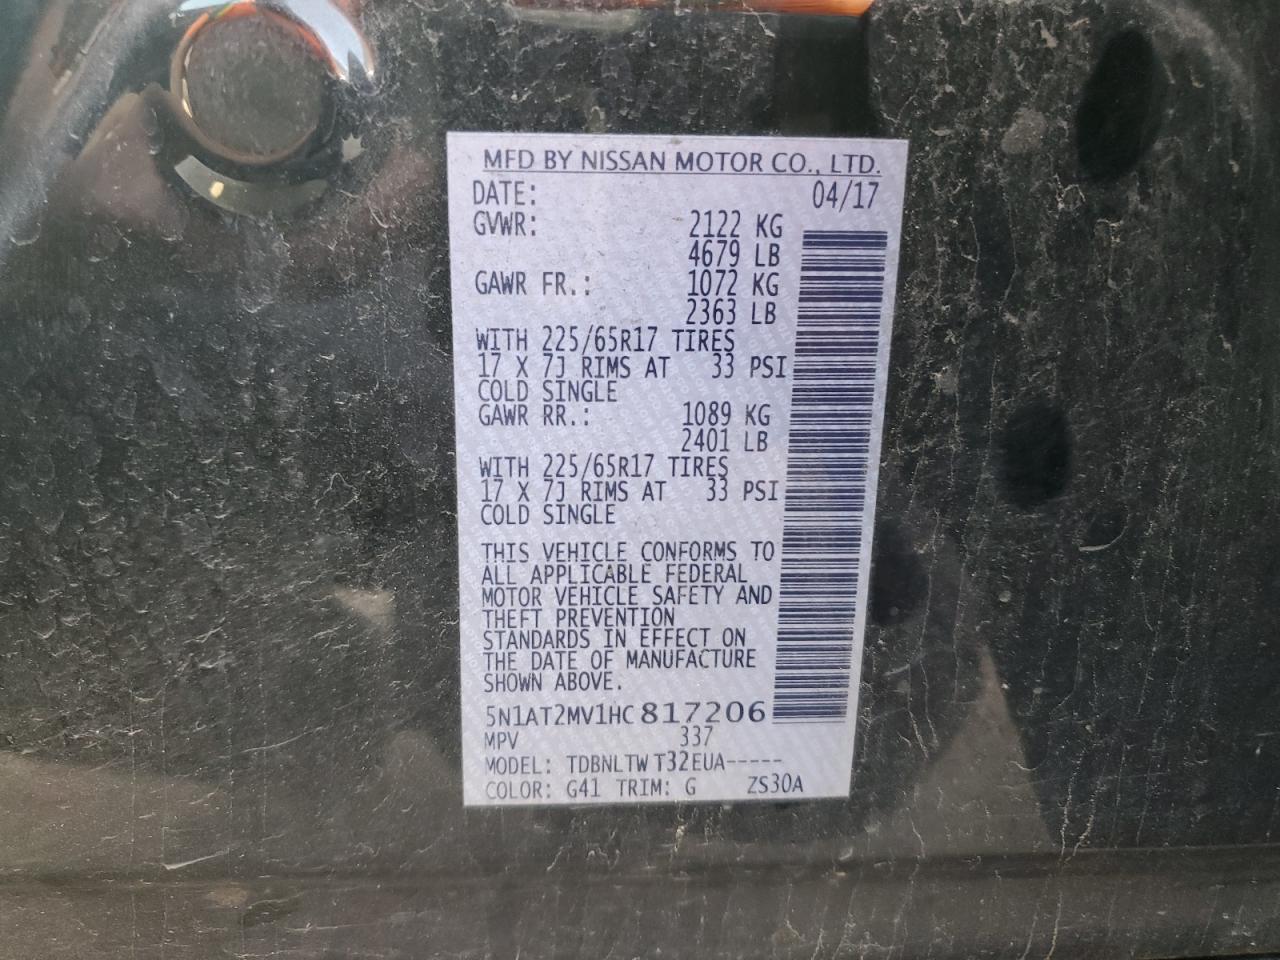 MFD BY NISSAN MOTOR CO., LTD.
DATE: 04/17
GVWR: 2122 KG
4679 LB
GAWR FR.: 1072 KG
2363 LB
WITH 225/65R17 TIRES
17 X 7J RIMS AT 33 PSI
COLD SINGLE
GAWR RR.: 1089 KG
2401 LB
WITH 225/65R17 TIRES
17 X 7J RIMS AT 33 PSI
COLD SINGLE
THIS VEHICLE CONFORMS TO
ALL APPLICABLE FEDERAL
MOTOR VEHICLE SAFETY AND
THEFT PREVENTION
STANDARDS IN EFFECT ON
THE DATE OF MANUFACTURE
SHOWN ABOVE.
5N1AT2MV1HC817206
MPV 337
MODEL: TDBNLTW T32EUA-----
COLOR: G41 TRIM: G ZS30A